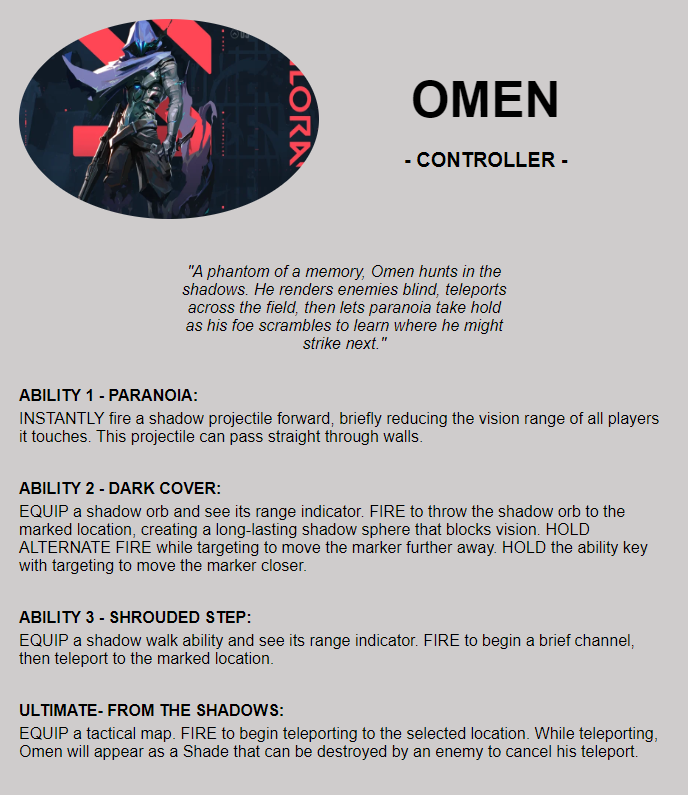 OMEN
- CONTROLLER -
"A phantom of a memory, Omen hunts in the
shadows. He renders enemies blind, teleports
across the field, then lets paranoia take hold
as his foe scrambles to learn where he might
strike next."
ABILITY 1 - PARANOIA:
INSTANTLY fire a shadow projectile forward, briefly reducing the vision range of all players
it touches. This projectile can pass straight through walls.
ABILITY 2 - DARK COVER:
EQUIP a shadow orb and see its range indicator. FIRE to throw the shadow orb to the
marked location, creating a long-lasting shadow sphere that blocks vision. HOLD
ALTERNATE FIRE while targeting to move the marker further away. HOLD the ability key
with targeting to move the marker closer.
ABILITY 3 - SHROUDED STEP:
EQUIP a shadow walk ability and see its range indicator. FIRE to begin a brief channel,
then teleport to the marked location.
ULTIMATE- FROM THE SHADOWS:
EQUIP a tactical map. FIRE to begin teleporting to the selected location. While teleporting,
Omen will appear as a Shade that can be destroyed by an enemy to cancel his teleport.